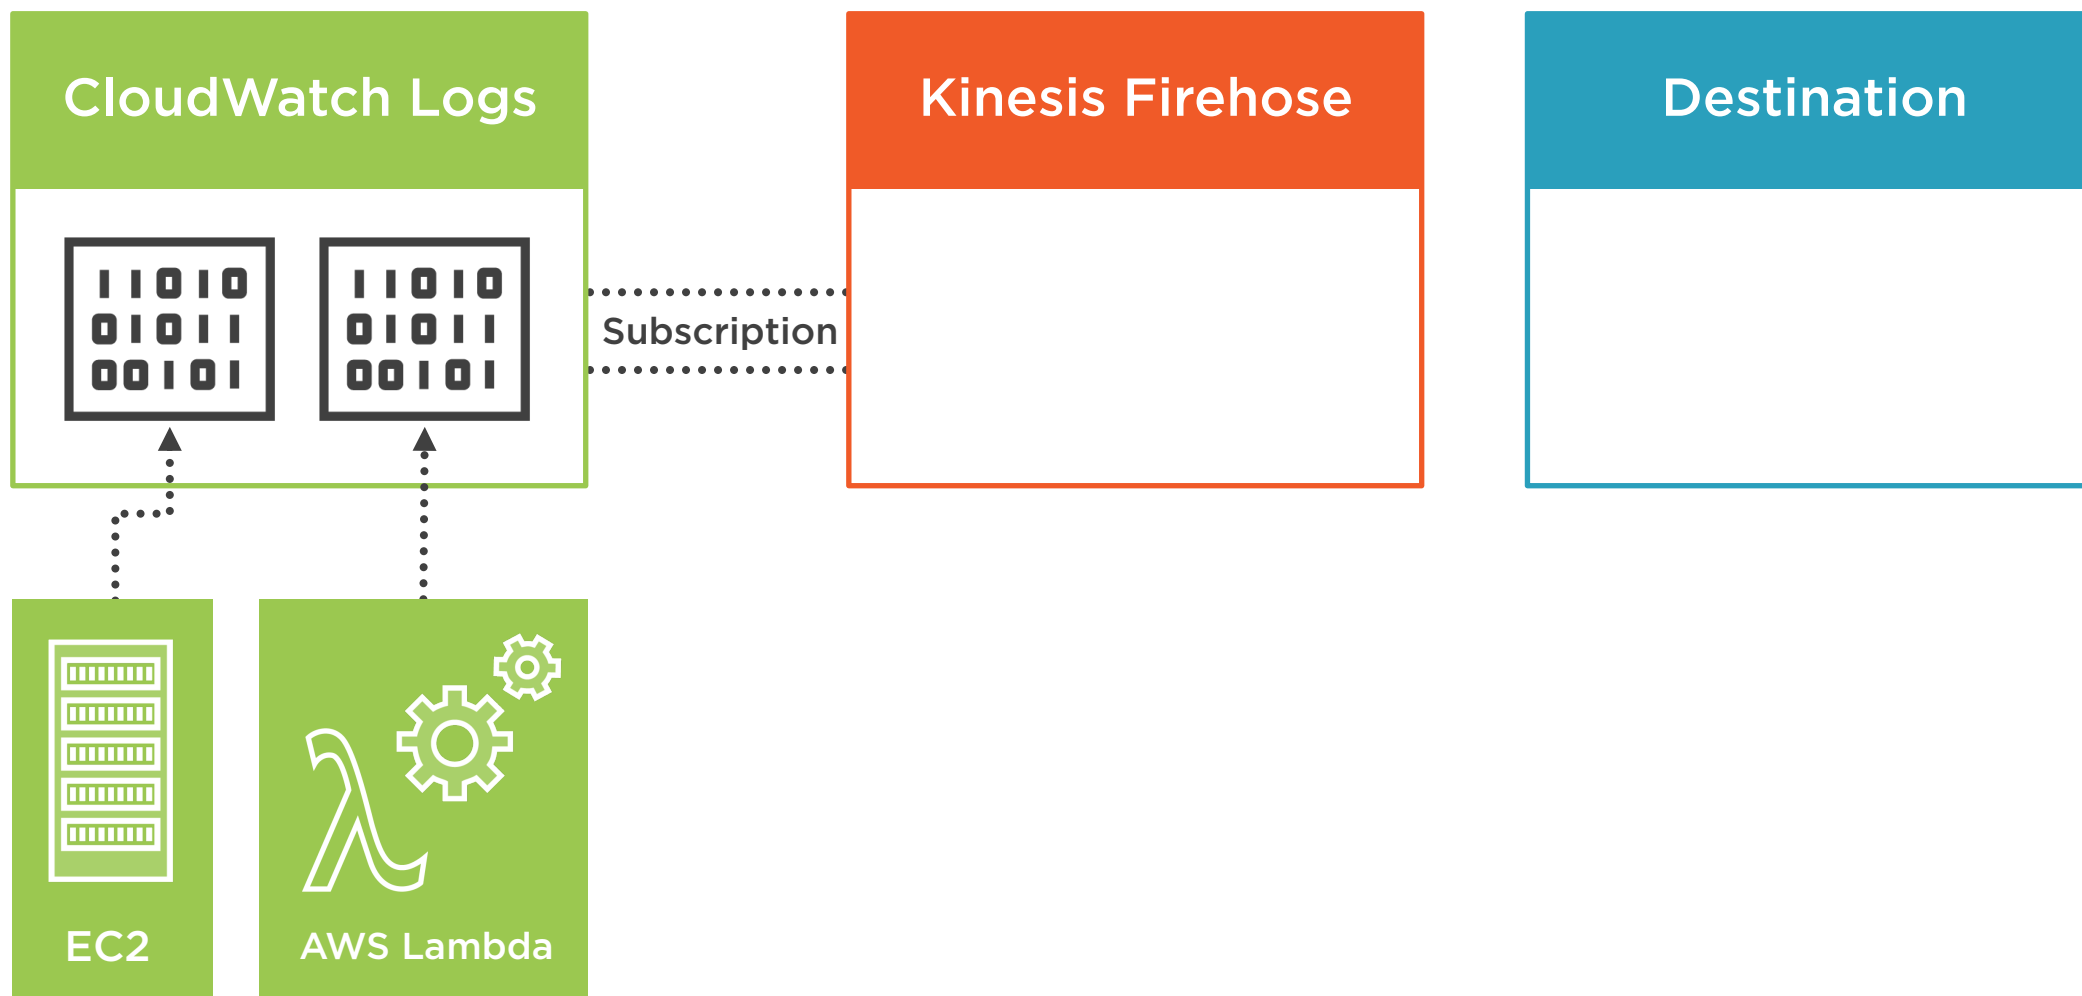 CloudWatch Logs
Kinesis Firehose
Destination
11010
01011
00101
11010
01011
00101
Subscription
EC2
AWS Lambda